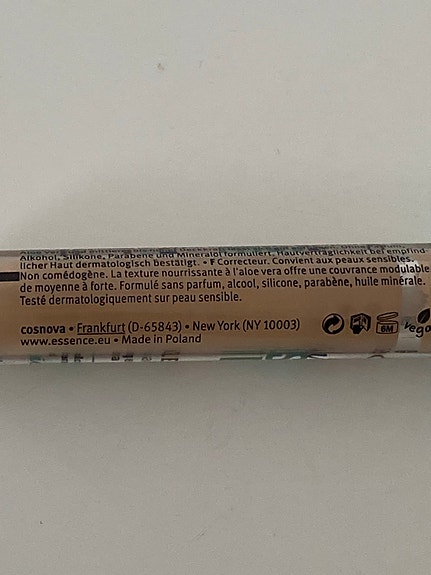 Alkohol, Silikone, Parabene und Mineralöl formuliert. Hautverträglichkeit bei empfind-
licher Haut dermatologisch bestätigt. • F Correcteur. Convient aux peaux sensibles.
Non comédogène. La texture nourrissante à l'aloe vera offre une couvrance modulable
de moyenne à forte. Formulé sans parfum, alcool, silicone, parabène, huile minérale.
Testé dermatologiquement sur peau sensible.
cosnova • Frankfurt (D-65843) • New York (NY 10003)
www.essence.eu • Made in Poland
6M
vega